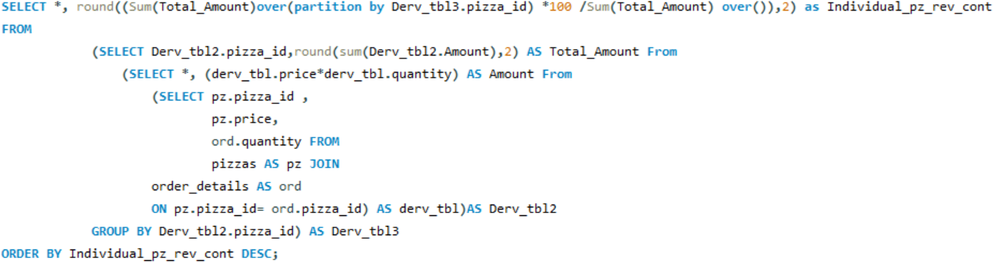 SELECT *, round((Sum(Total_Amount)over(partition by Derv_tbl3.pizza_id) *100 /Sum(Total_Amount) over()),2) as Individual_pz_rev_cont
FROM
(SELECT Derv_tbl2.pizza_id,round(sum(Derv_tbl2.Amount),2) AS Total_Amount From
(SELECT *, (derv_tbl.price*derv_tbl.quantity) AS Amount From
(SELECT pz.pizza_id ,
pz.price,
ord.quantity FROM
pizzas AS pz JOIN
order_details AS ord
ON pz.pizza_id= ord.pizza_id) AS derv_tbl)AS Derv_tbl2
GROUP BY Derv_tbl2.pizza_id) AS Derv_tbl3
ORDER BY Individual_pz_rev_cont DESC;